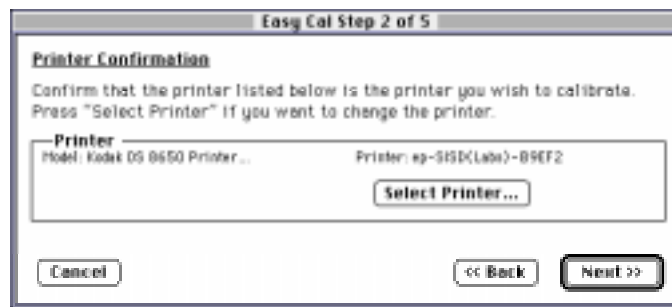 Easy Cal Step 2 of 5
Printer Confirmation
Confirm that the printer listed below is the printer you wish to calibrate.
Press "Select Printer" if you want to change the printer.
Printer
Model: Kodak DS 8650 Printer...
Printer: ep-SISD(Labs)-B9EF2
Select Printer...
Cancel
<< Back
Next >>